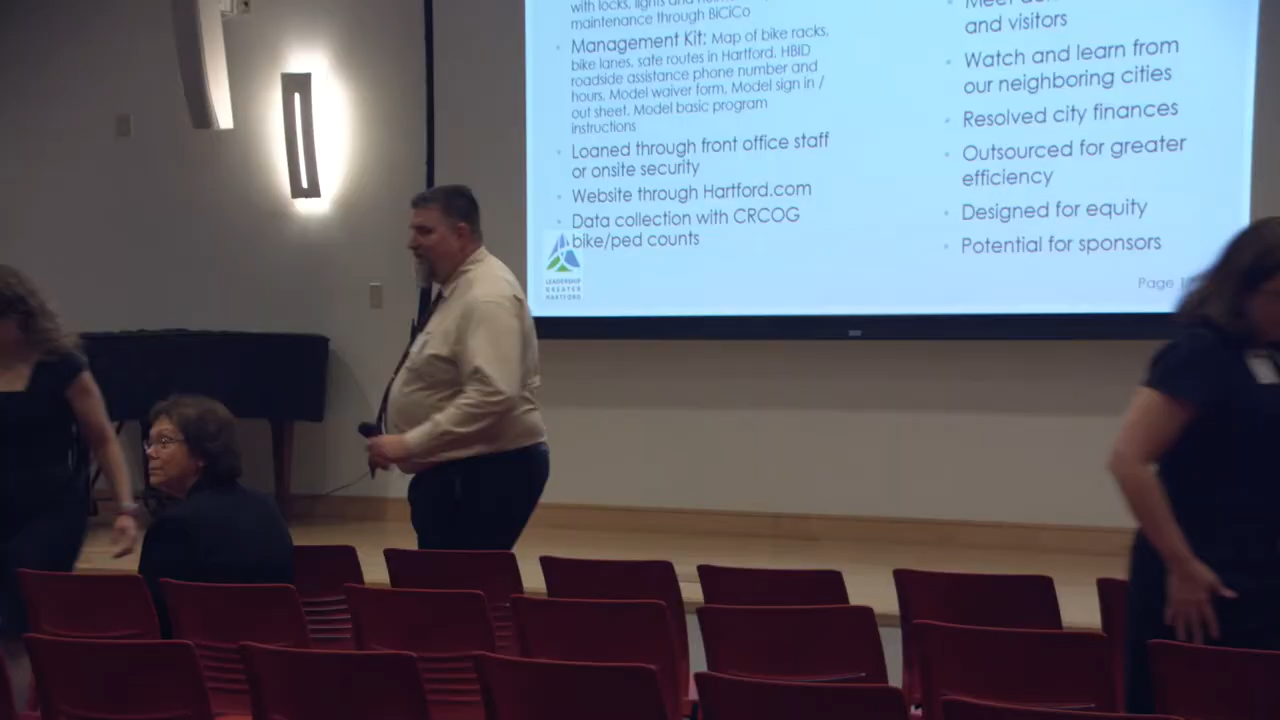 with locks, lights and
maintenance through BiCiCo
Management Kit: Map of bike racks,
bike lanes, safe routes in Hartford, HBID
roadside assistance phone number and
hours, Model waiver form, Model sign in /
out sheet, Model basic program
instructions
Loaned through front office staff
or onsite security
Website through Hartford.com
Data collection with CRCOG
bike/ped counts
LEADERSHIP
GREATER
HARTFORD
Meet
and visitors
Watch and learn from
our neighboring cities
Resolved city finances
Outsourced for greater
efficiency
Designed for equity
Potential for sponsors
Page